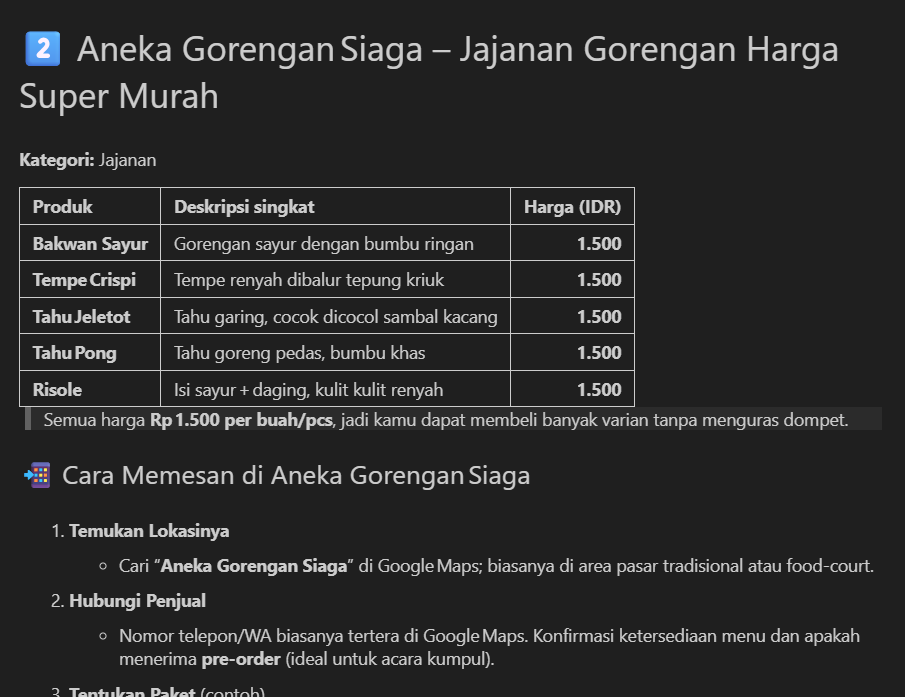 2 Aneka Gorengan Siaga – Jajanan Gorengan Harga
Super Murah
Kategori: Jajanan
Produk Deskripsi singkat Harga (IDR)
Bakwan Sayur Gorengan sayur dengan bumbu ringan 1.500
Tempe Crispi Tempe renyah dibalur tepung kriuk 1.500
Tahu Jeletot Tahu garing, cocok dicocol sambal kacang 1.500
Tahu Pong Tahu goreng pedas, bumbu khas 1.500
Risole Isi sayur + daging, kulit kulit renyah 1.500
Semua harga Rp 1.500 per buah/pcs, jadi kamu dapat membeli banyak varian tanpa menguras dompet.
Cara Memesan di Aneka Gorengan Siaga
1. Temukan Lokasinya
◦ Cari "Aneka Gorengan Siaga" di Google Maps; biasanya di area pasar tradisional atau food-court.
2. Hubungi Penjual
◦ Nomor telepon/WA biasanya tertera di Google Maps. Konfirmasi ketersediaan menu dan apakah
menerima pre-order (ideal untuk acara kumpul).
3. Tentukan Paket (contoh)